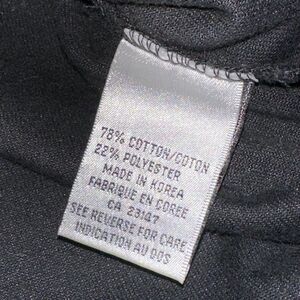 78% COTTON/COTON
22% POLYESTER
MADE IN KOREA
FABRIQUE EN COREE
CA 23147
SEE REVERSE FOR CARE
INDICATION AU DOS